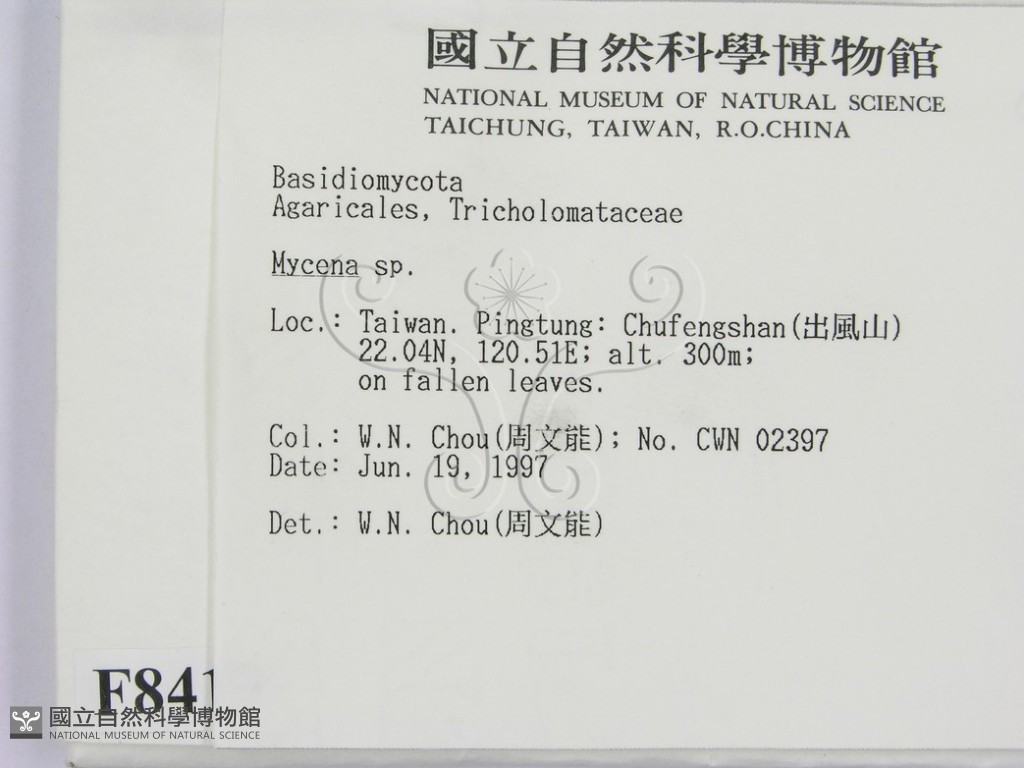 國立自然科學博物館
NATIONAL MUSEUM OF NATURAL SCIENCE
TAICHUNG, TAIWAN, R.O.CHINA
Basidiomycota
Agaricales, Tricholomataceae
Mycena sp.
Loc.: Taiwan. Pingtung: Chufengshan(出風山)
22.04N, 120.51E; alt. 300m;
on fallen leaves.
Col.: W.N. Chou(周文能); No. CWN 02397
Date: Jun. 19, 1997
Det.: W.N. Chou(周文能)
F841
國立自然科學博物館
NATIONAL MUSEUM OF NATURAL SCIENCE